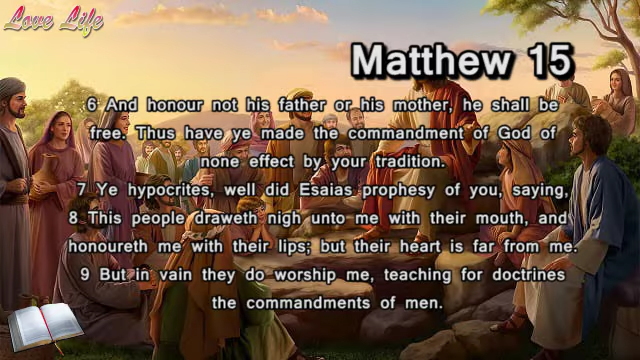 Love Life
Matthew 15
6 And honour not his father or his mother, he shall be
free. Thus have ye made the commandment of God of
none effect by your tradition.
7 Ye hypocrites, well did Esaias prophesy of you, saying,
8 This people draweth nigh unto me with their mouth, and
honoureth me with their lips; but their heart is far from me.
9 But in vain they do worship me, teaching for doctrines
the commandments of men.